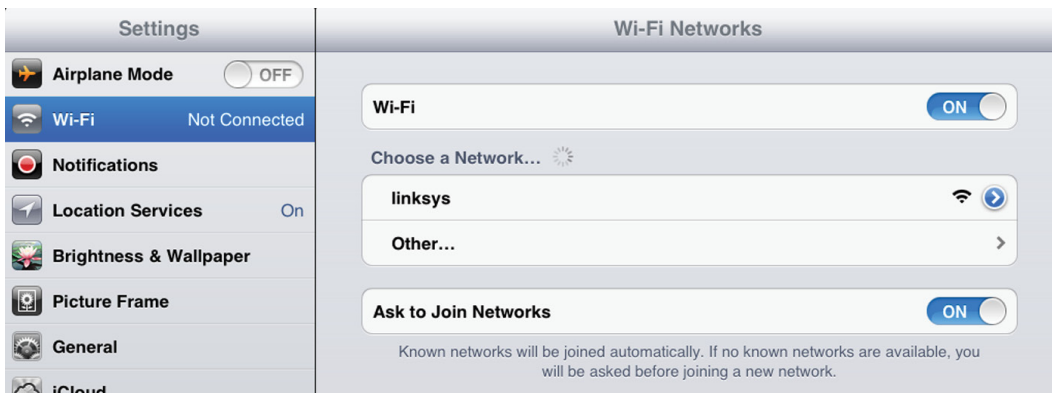 Settings
Airplane Mode OFF
Wi-Fi Not Connected
Notifications
Location Services On
Brightness & Wallpaper
Picture Frame
General
iCloud
Wi-Fi Networks
Wi-Fi ON
Choose a Network...
linksys
Other...
Ask to Join Networks ON
Known networks will be joined automatically. If no known networks are available, you
will be asked before joining a new network.